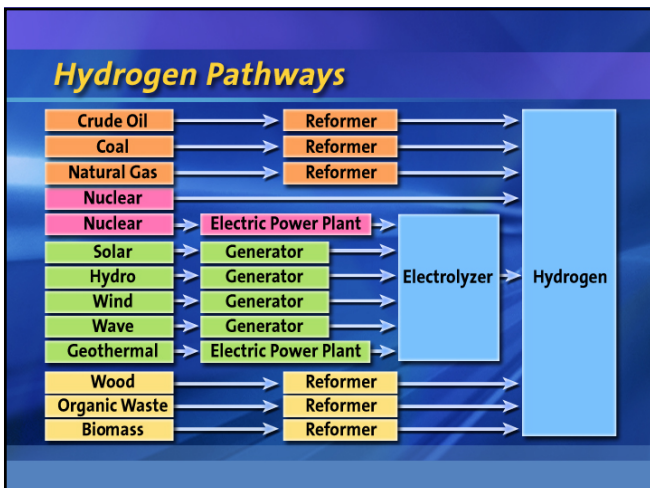 Hydrogen Pathways
Crude Oil Reformer
Coal Reformer
Natural Gas Reformer
Nuclear
Nuclear Electric Power Plant
Solar Generator
Hydro Generator Electrolyzer Hydrogen
Wind Generator
Wave Generator
Geothermal Electric Power Plant
Wood Reformer
Organic Waste Reformer
Biomass Reformer